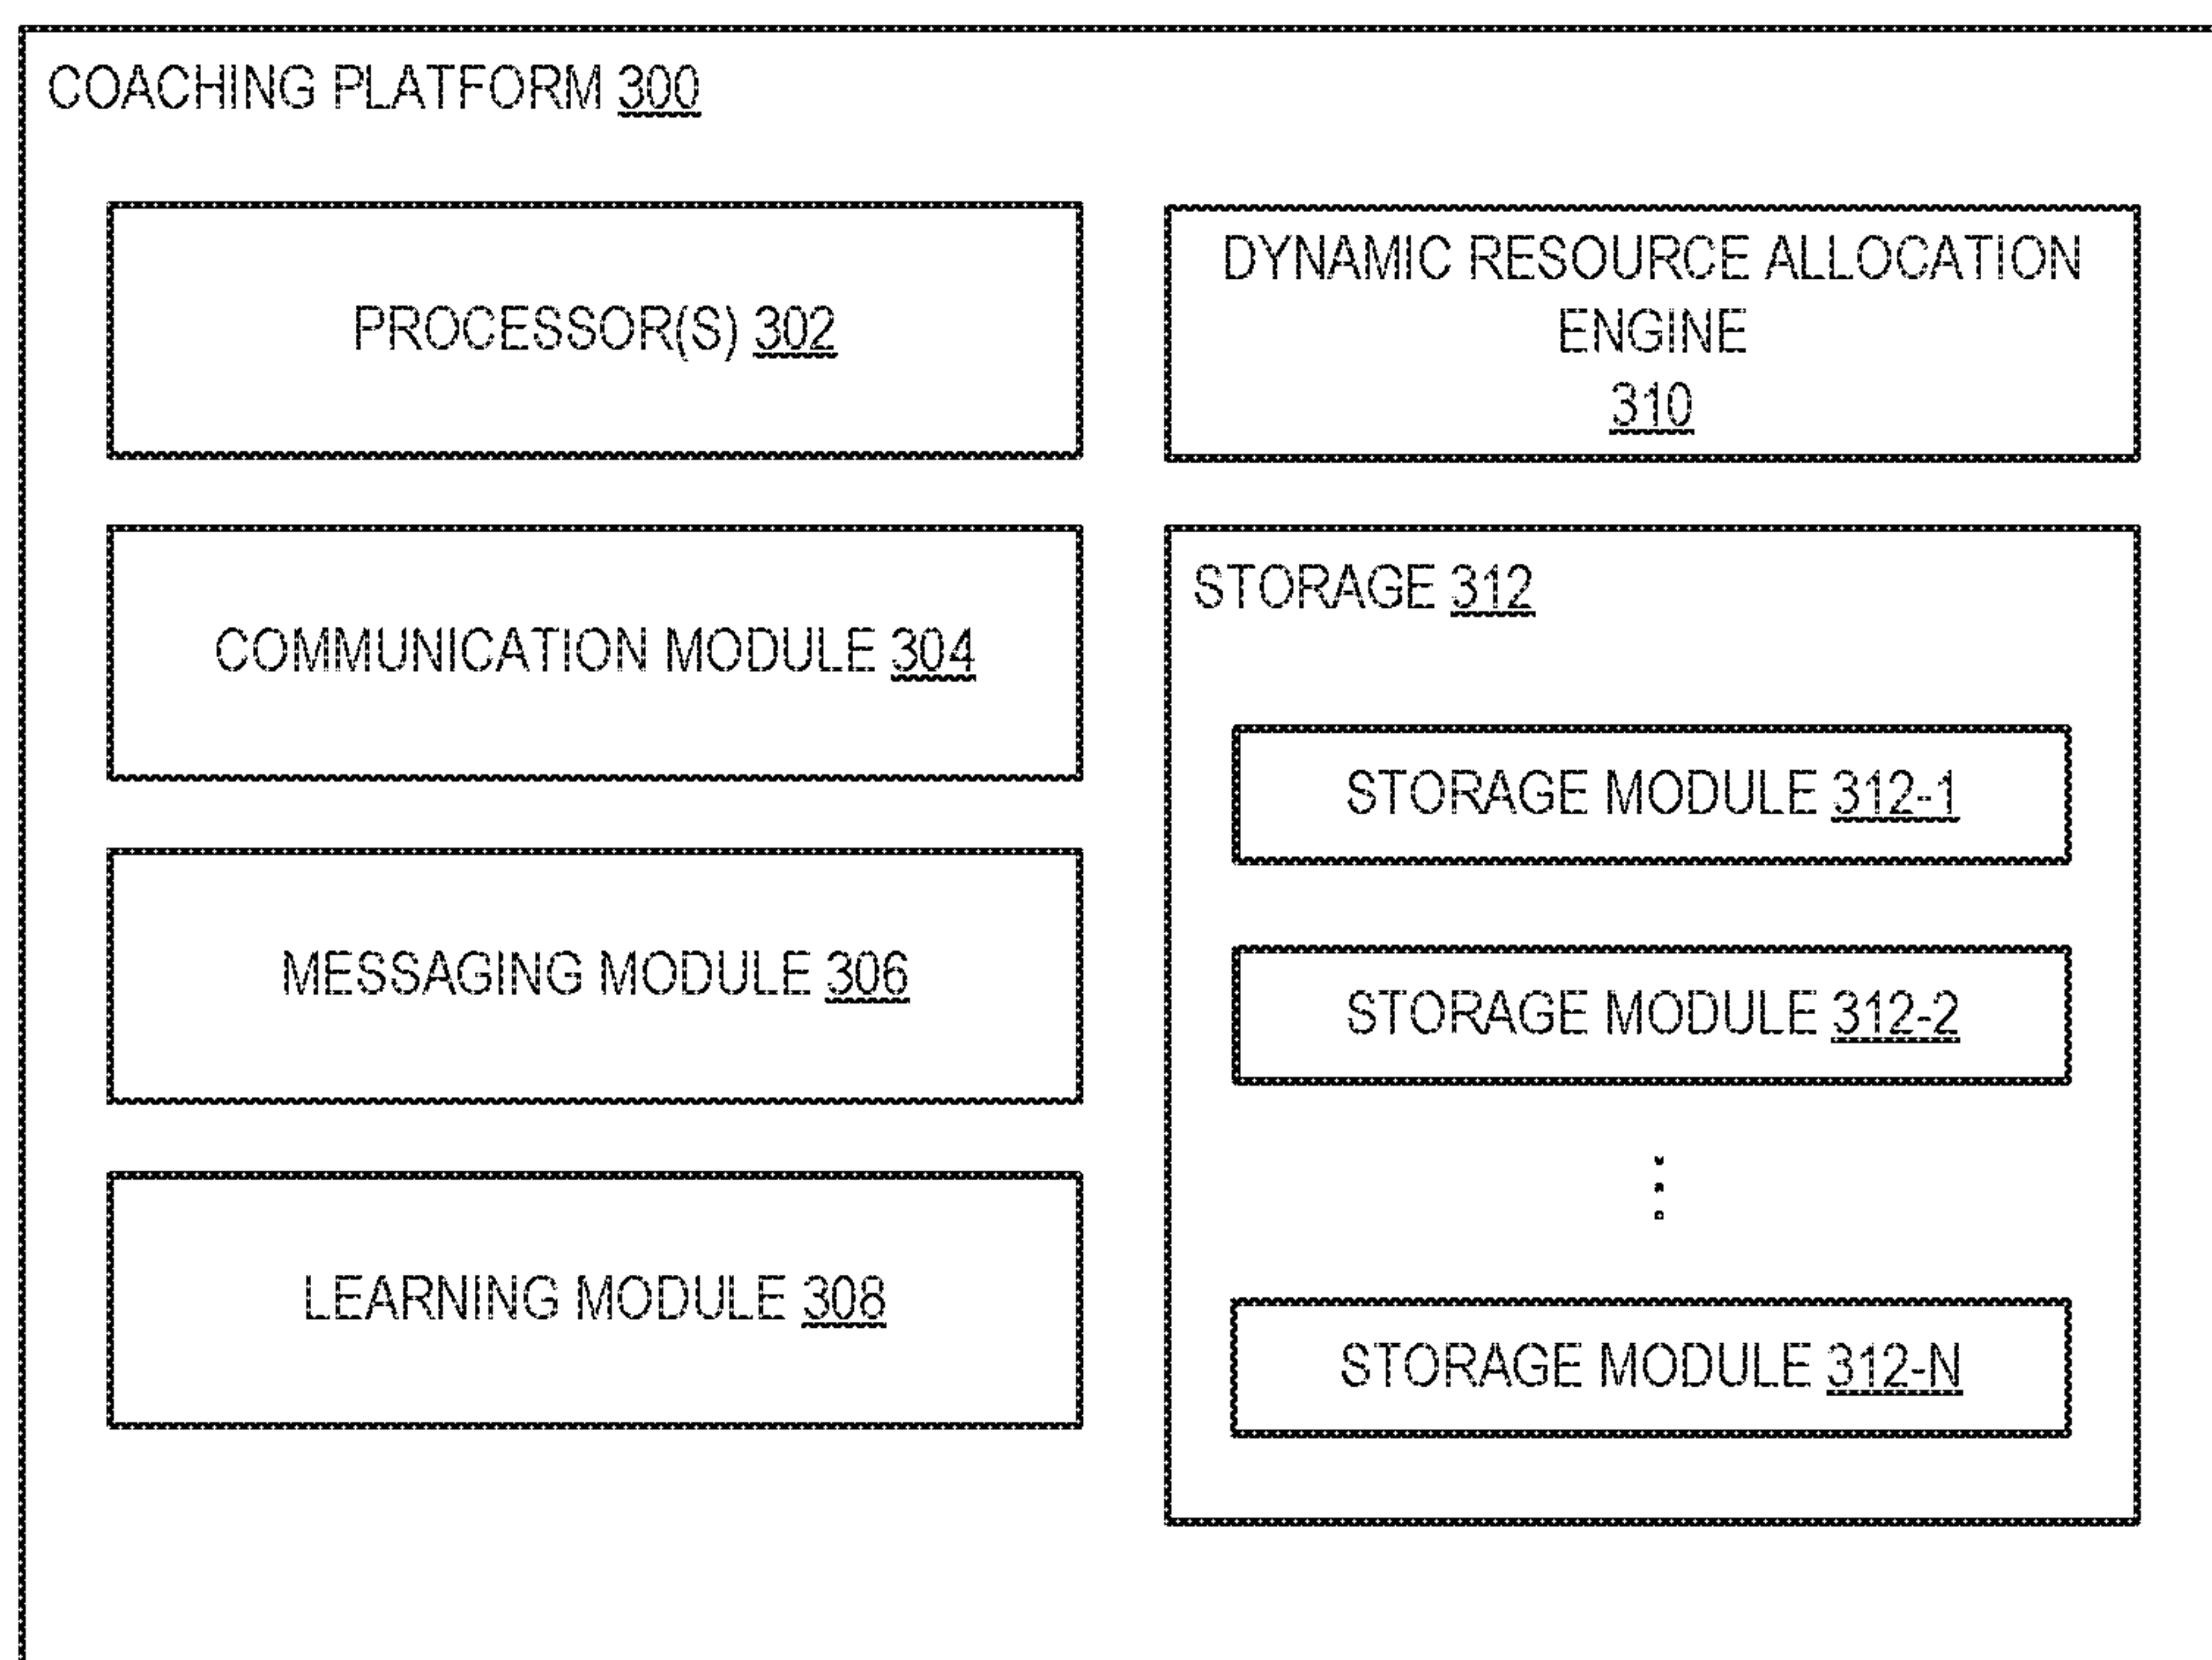 COACHING PLATFORM 300
PROCESSOR(S) 302
COMMUNICATION MODULE 304
MESSAGING MODULE 306
LEARNING MODULE 308
DYNAMIC RESOURCE ALLOCATION
ENGINE
310
STORAGE 312
STORAGE MODULE 312-1
STORAGE MODULE 312-2
STORAGE MODULE 312-N